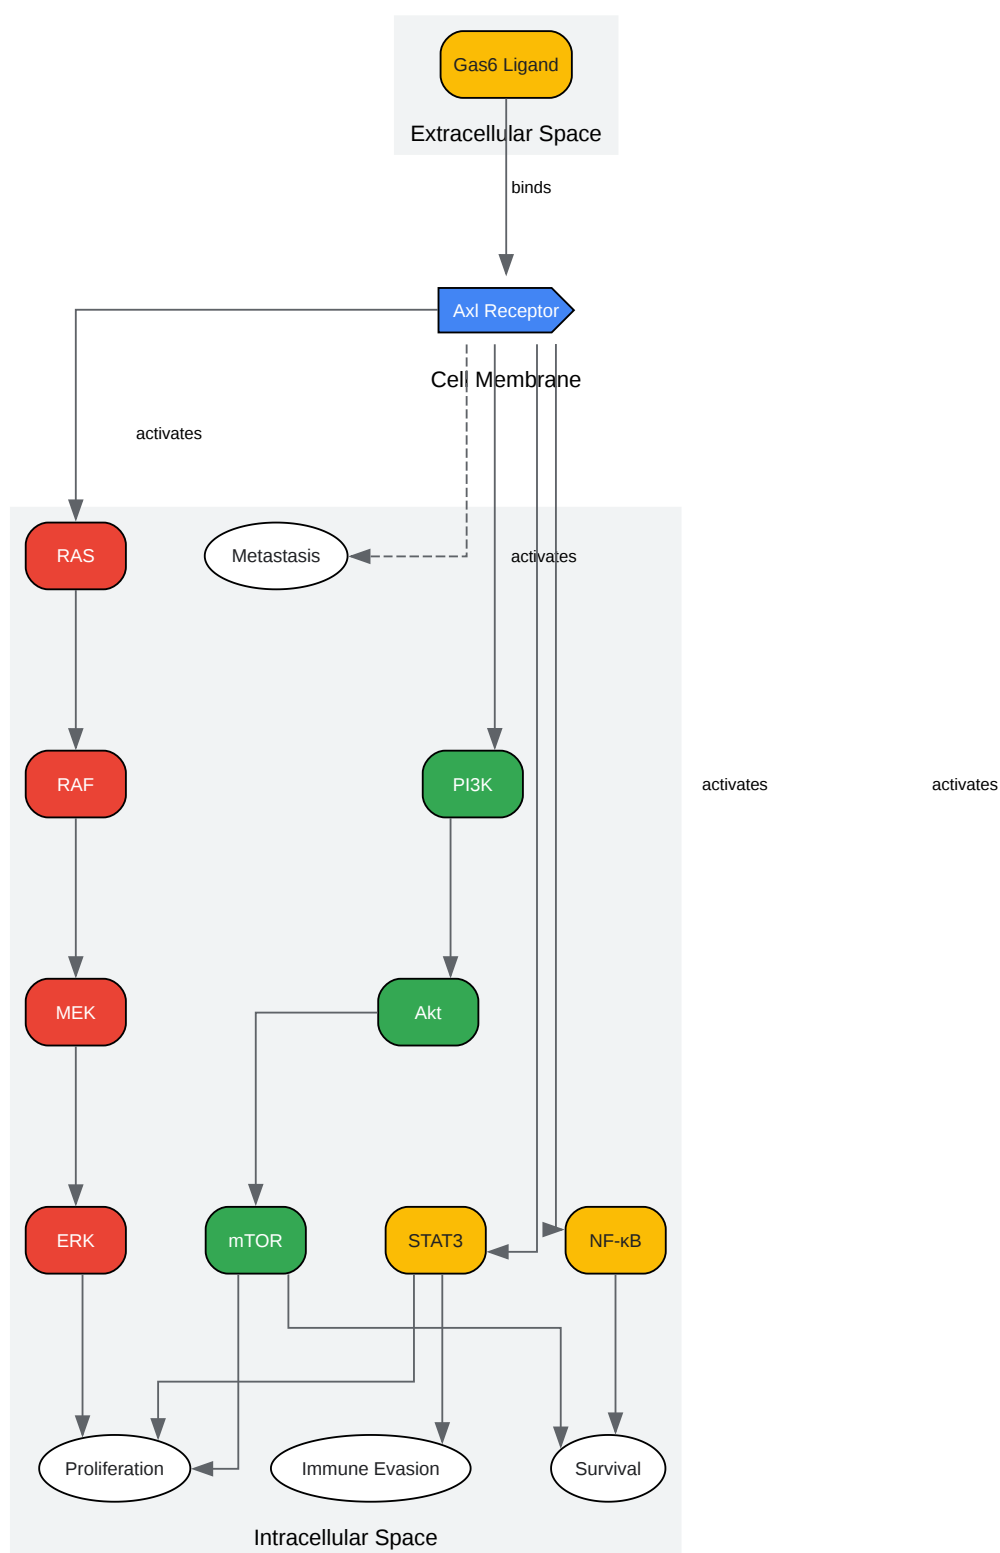 Gas6 Ligand
Extracellular Space
binds
Axl Receptor
Cell Membrane
activates
RAS
Metastasis
activates
RAF
PI3K
activates
activates
MEK
Akt
ERK
mTOR
STAT3
NF-κB
Proliferation
Immune Evasion
Survival
Intracellular Space